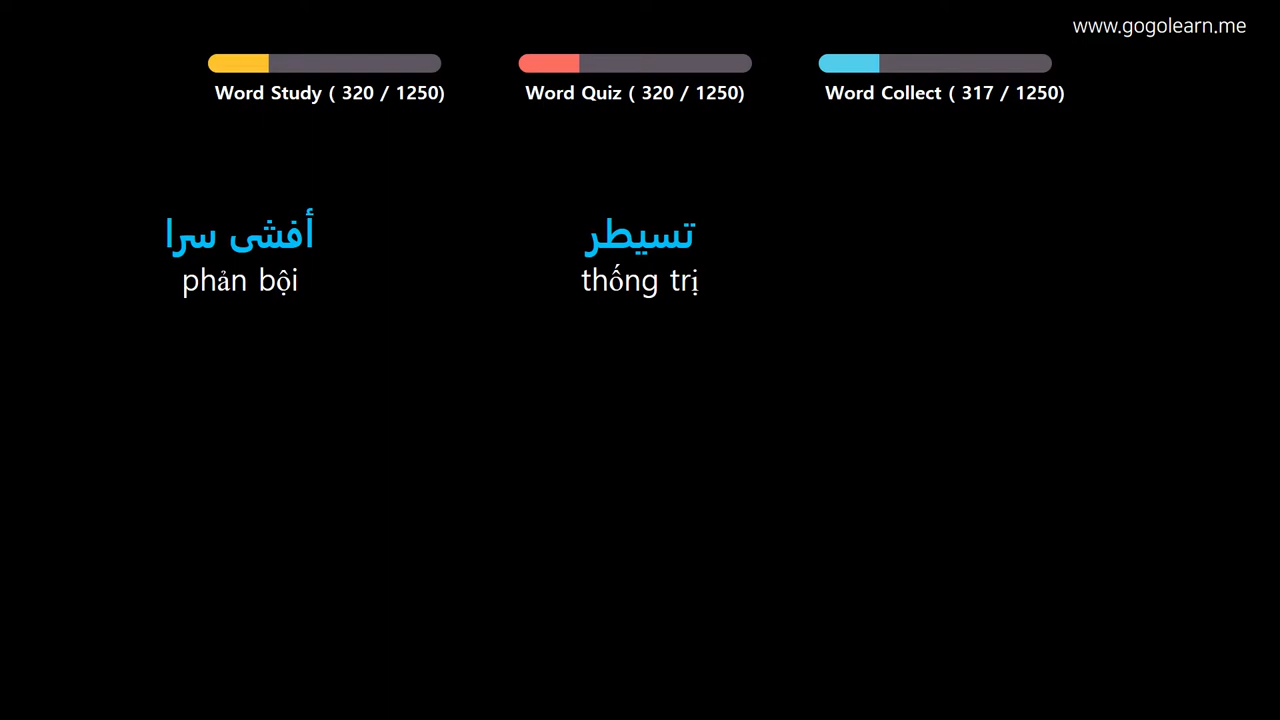 www.gogolearn.me
Word Study ( 320 / 1250)
Word Quiz ( 320 / 1250)
Word Collect ( 317 / 1250)
أفشى سرا
phản bội
تسيطر
thống trị